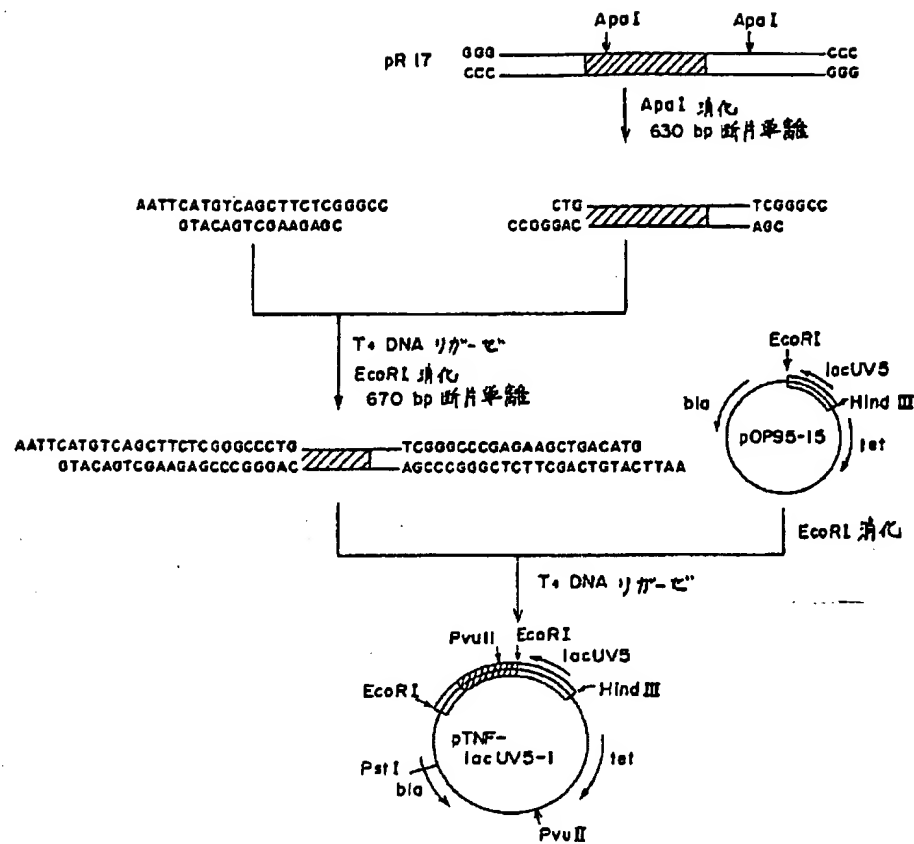 ApaI ApaI
pR 17
GGG CCC
CCC GGG
ApaI 消化
630 bp 断片単離
AATTCATGTCAGCTTCTCGGGCC
GTACAGTCGAAGAGC
CTG TCGGGCC
CCGGGAC AGC
T4 DNA リガーゼ
EcoRI 消化
670 bp 断片単離
AATTCATGTCAGCTTCTCGGGCCCTG TCGGGCCCGAGAAGCTGACATG
GTACAGTCGAAGAGCCCGGGAC AGCCCGGGCTCTTCGACTGTACTTAA
EcoRI
lacUV5
bla
Hind III
pOP95-15
tet
EcoRI 消化
T4 DNA リガーゼ
PvuII EcoRI
lacUV5
EcoRI
Hind III
pTNF-
lacUV5-1
PstI
bla
tet
PvuII